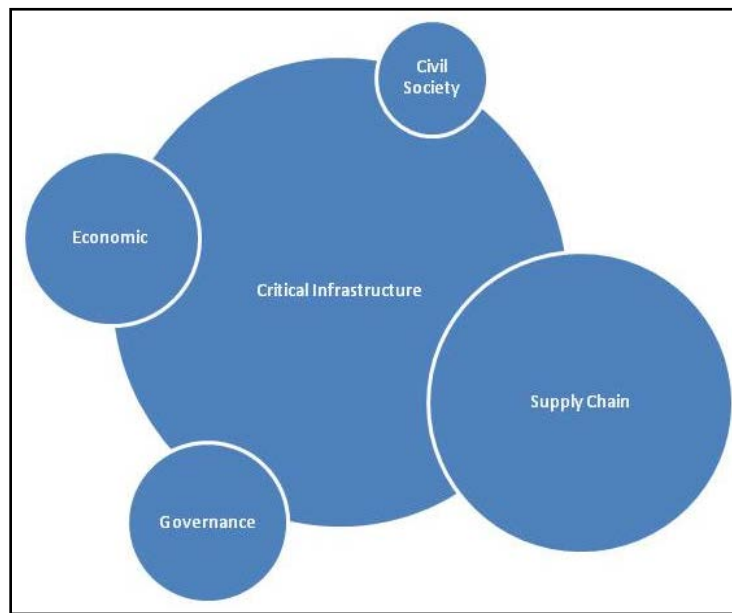 Civil
Society
Economic
Critical Infrastructure
Supply Chain
Governance